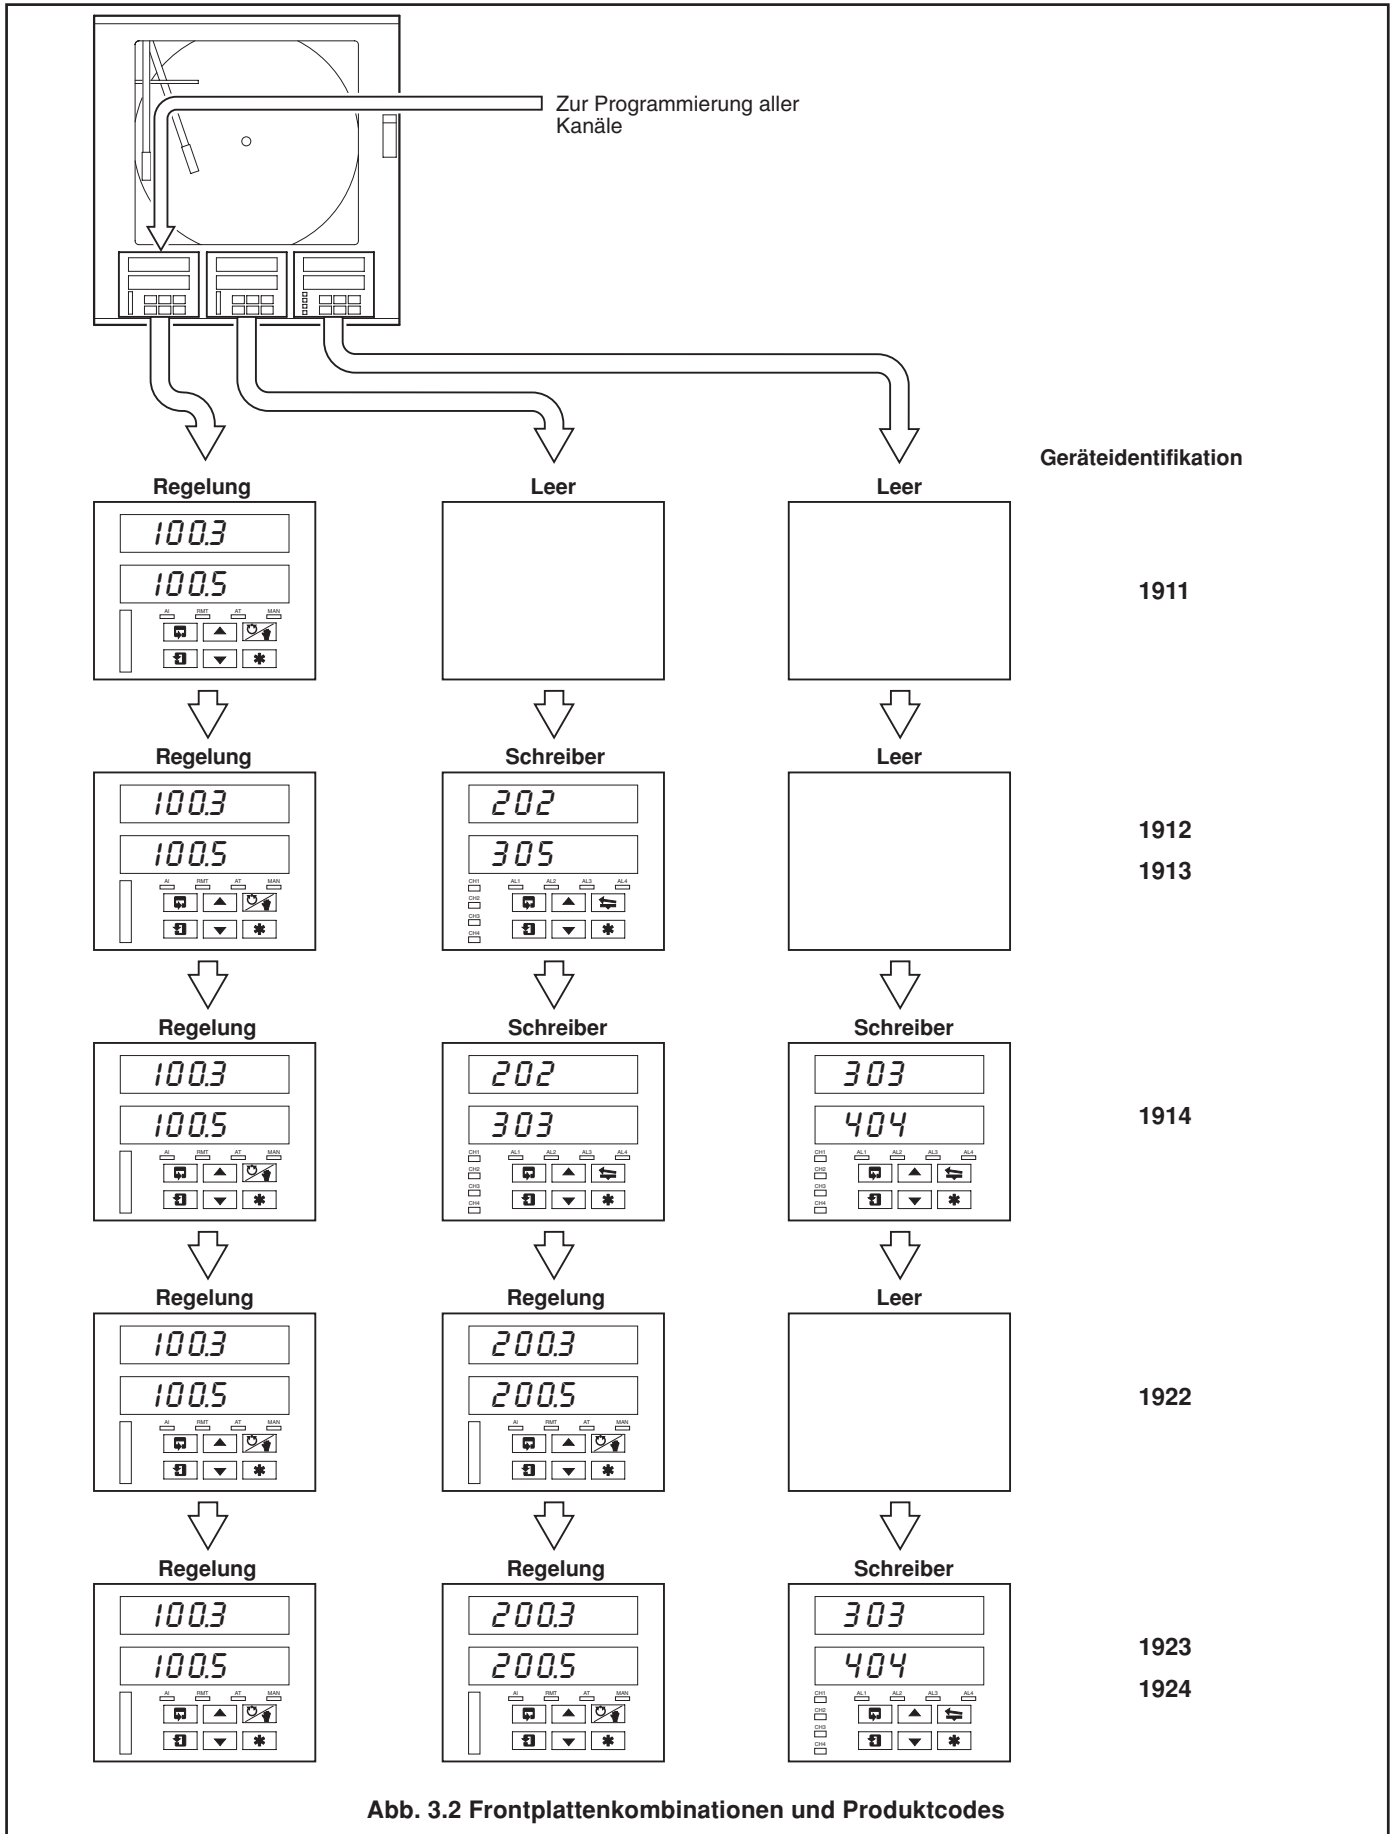 Zur Programmierung aller
Kanäle
Geräteidentifikation
Regelung Leer Leer
100.3
100.5
AI RMT AT MAN
1911
Regelung Schreiber Leer
100.3 202
100.5 305
AI RMT AT MAN CH1 AL1 AL2 AL3 AL4
CH2
CH3
CH4
1912
1913
Regelung Schreiber Schreiber
100.3 202 303
100.5 303 404
AI RMT AT MAN CH1 AL1 AL2 AL3 AL4 CH1 AL1 AL2 AL3 AL4
CH2 CH2
CH3 CH3
CH4 CH4
1914
Regelung Regelung Leer
100.3 200.3
100.5 200.5
AI RMT AT MAN AI RMT AT MAN
1922
Regelung Regelung Schreiber
100.3 200.3 303
100.5 200.5 404
AI RMT AT MAN AI RMT AT MAN CH1 AL1 AL2 AL3 AL4
CH2
CH3
CH4
1923
1924
Abb. 3.2 Frontplattenkombinationen und Produktcodes